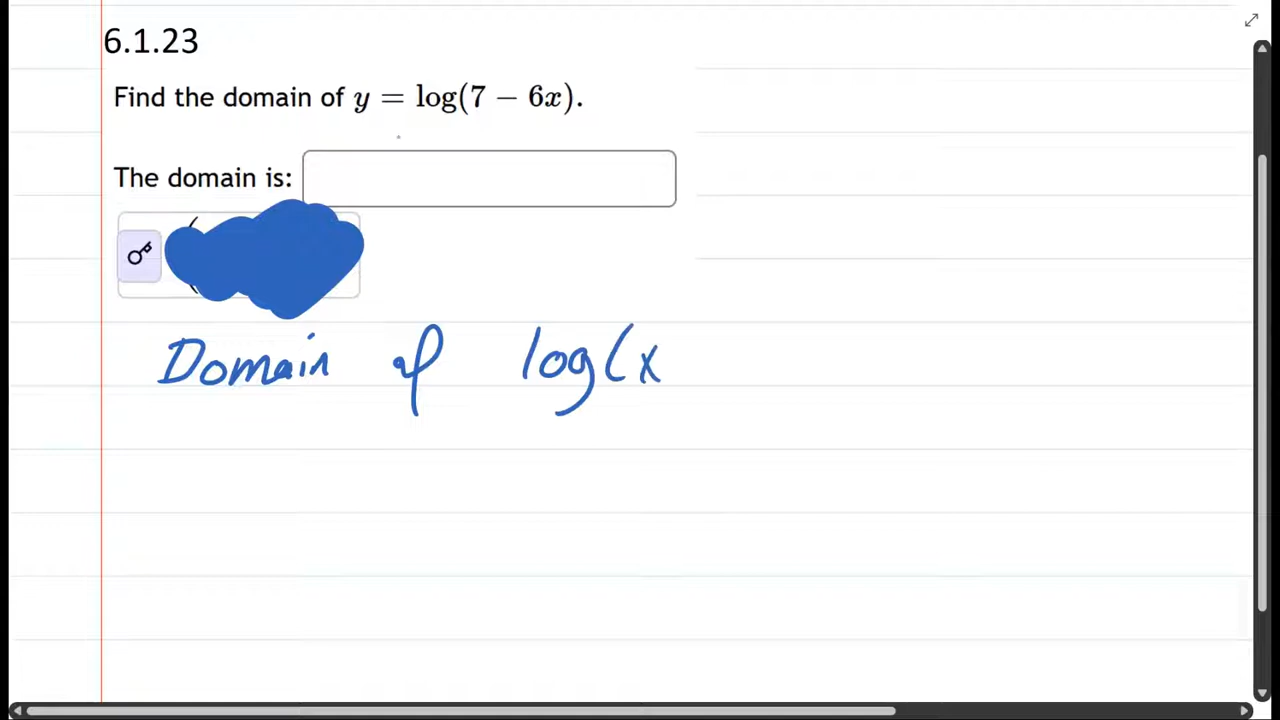 6.1.23
Find the domain of y = log(7 − 6x).
The domain is:
Domain of log(x